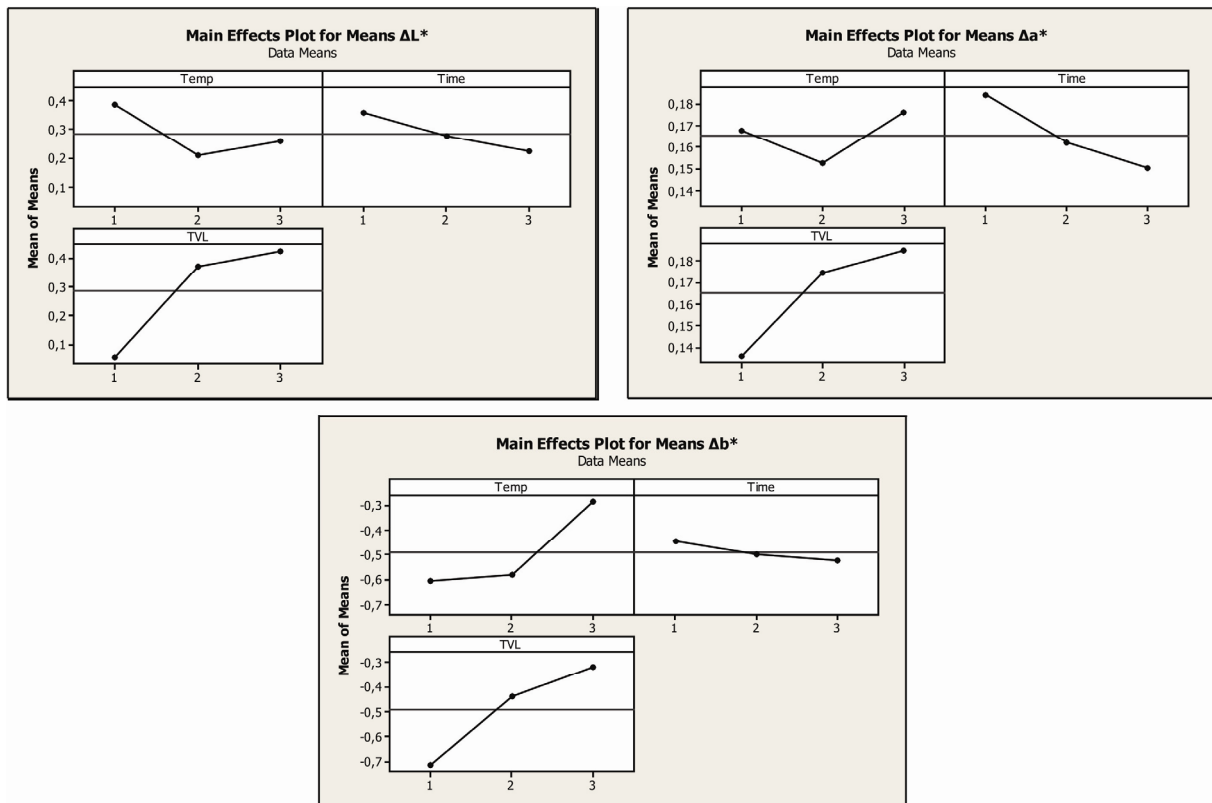 Main Effects Plot for Means ΔL*
Data Means
Temp Time
0,4
0,3
0,2
0,1
1 2 3 1 2 3
TVL
0,4
0,3
0,2
0,1
1 2 3
Mean of Means
Main Effects Plot for Means Δa*
Data Means
Temp Time
0,18
0,17
0,16
0,15
0,14
1 2 3 1 2 3
TVL
0,18
0,17
0,16
0,15
0,14
1 2 3
Mean of Means
Main Effects Plot for Means Δb*
Data Means
Temp Time
-0,3
-0,4
-0,5
-0,6
-0,7
1 2 3 1 2 3
TVL
-0,3
-0,4
-0,5
-0,6
-0,7
1 2 3
Mean of Means